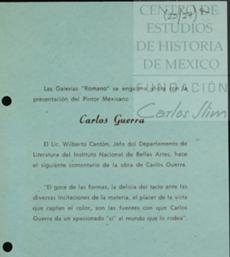 CENTRO DE
ESTUDIOS
DE HISTORIA
DE MEXICO
FUNDACIÓN
Carlos Slim
Las Galerías "Romano" se engalana ahora con la
presentación del Pintor Mexicano
Carlos Guerra
El Lic. Wilberto Cantón, Jefe del Departamento de
Literatura del Instituto Nacional de Bellas Artes, hace
el siguiente comentario de la obra de Carlos Guerra.
"El goce de las formas, la delicia del tacto ante las
diversas incitaciones de la materia, el placer de la vista
que captan el color, son las fuentes con que Carlos
Guerra da un apasionado "sí" al mundo que lo rodea".